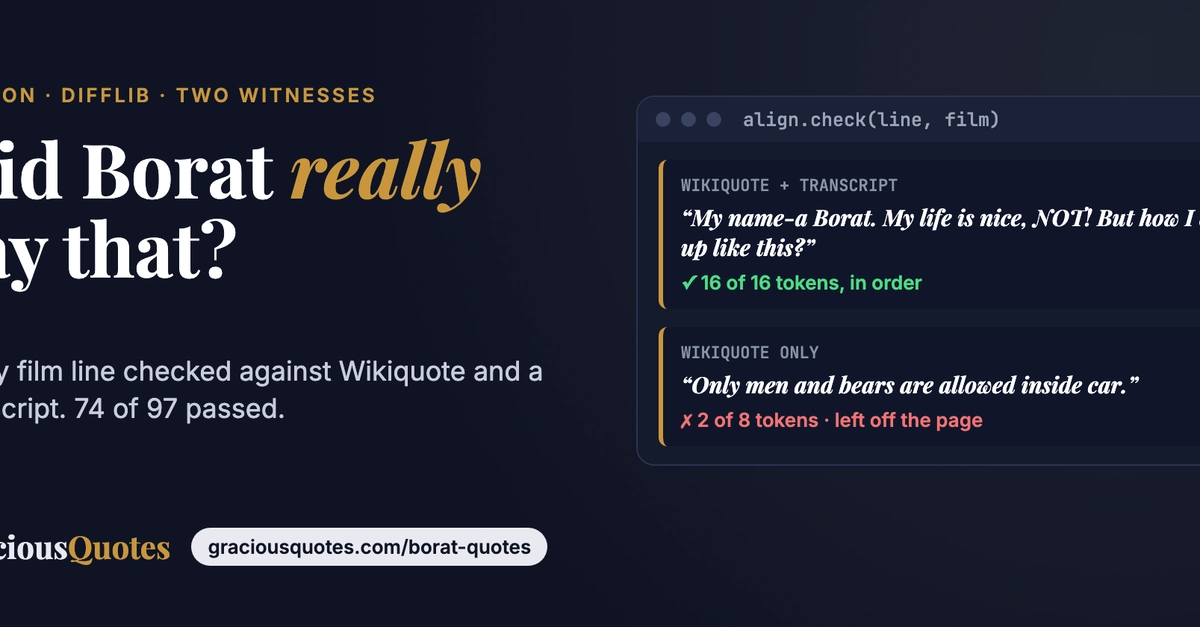 ON · DIFFLIB · TWO WITNESSES
id Borat really
ay that?
y film line checked against Wikiquote and a
cript. 74 of 97 passed.
ciousQuotes
graciousquotes.com/borat-quotes
align.check(line, film)
WIKIQUOTE + TRANSCRIPT
“My name-a Borat. My life is nice, NOT! But how I
up like this?”
✓ 16 of 16 tokens, in order
WIKIQUOTE ONLY
“Only men and bears are allowed inside car.”
✗ 2 of 8 tokens · left off the page